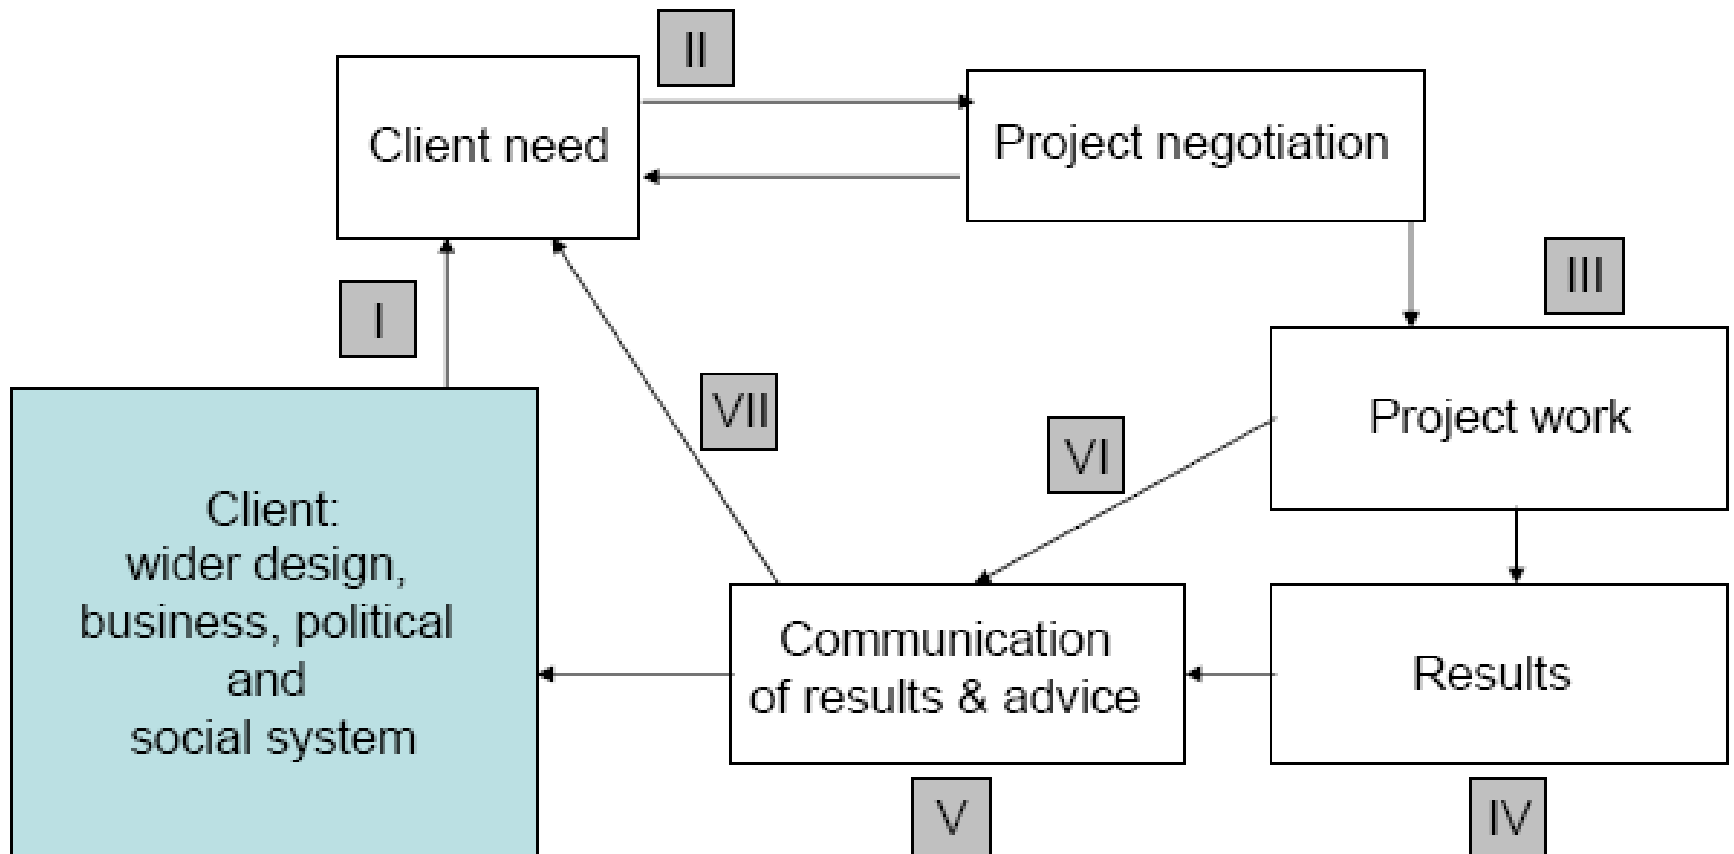 II
Client need
Project negotiation
III
I
Project work
VII
VI
Client:
wider design,
business, political
and
social system
Communication
of results & advice
Results
V
IV